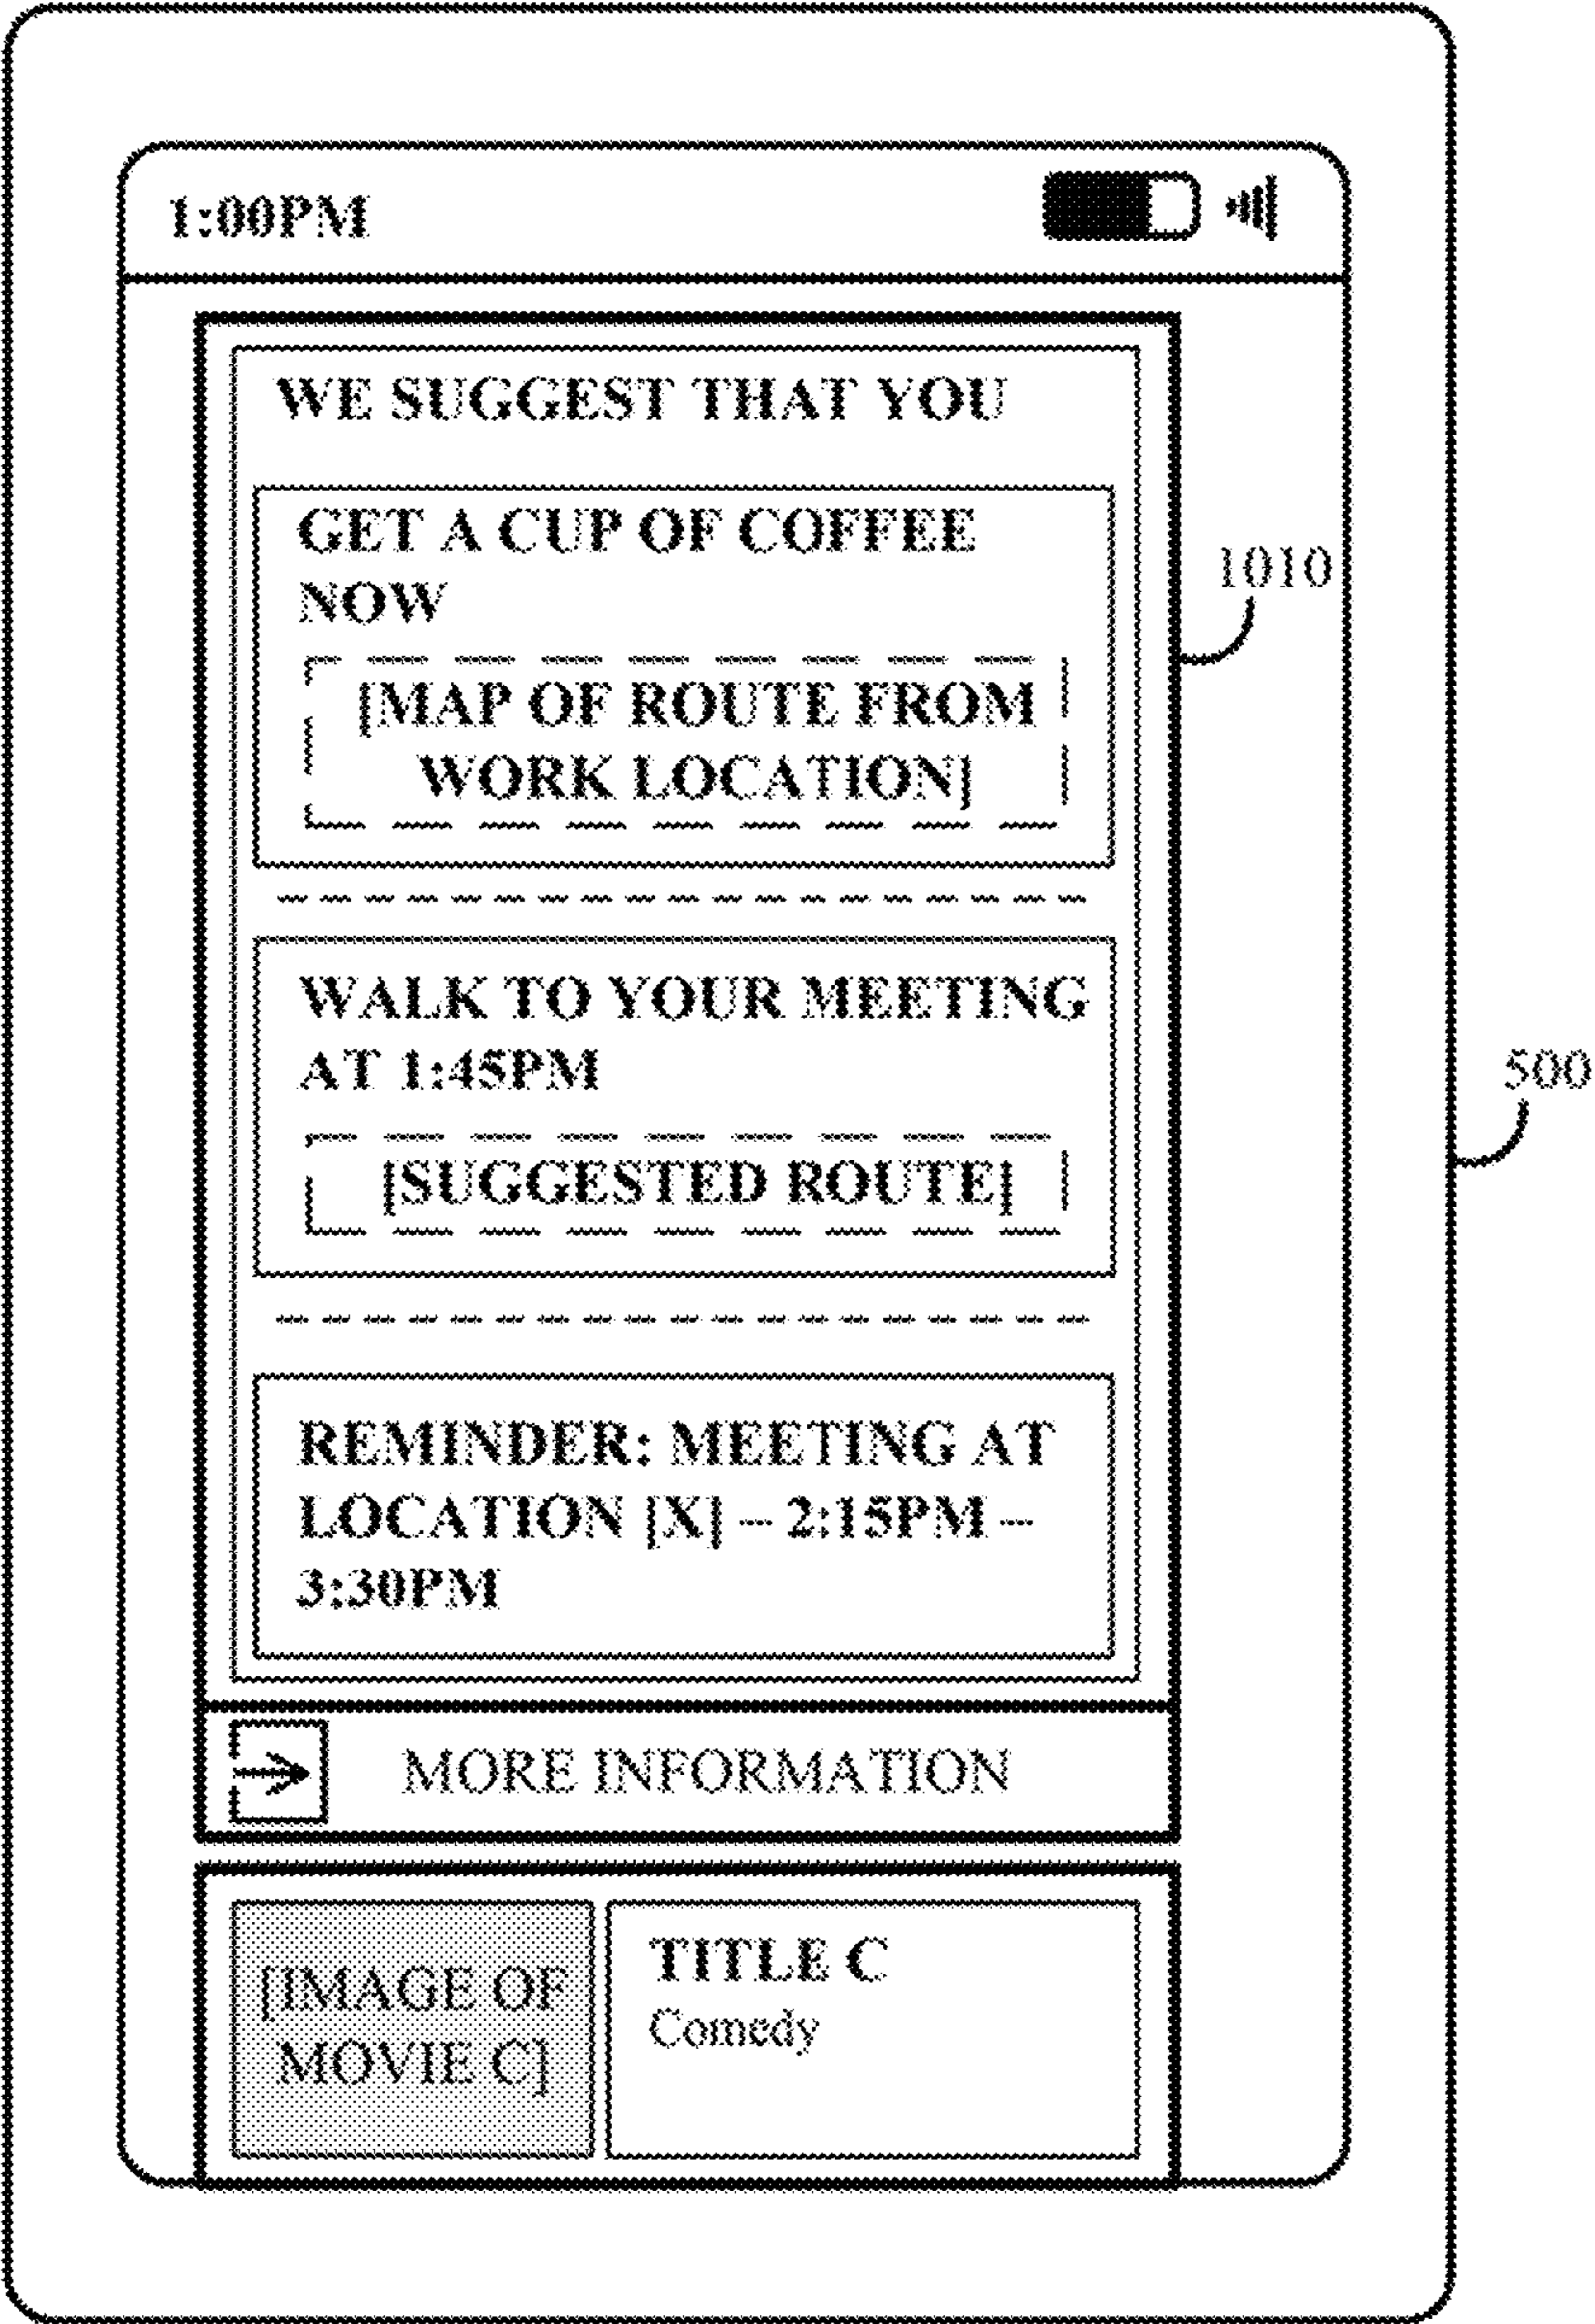 1:00PM
WE SUGGEST THAT YOU
GET A CUP OF COFFEE
NOW
[MAP OF ROUTE FROM
WORK LOCATION]
1010
WALK TO YOUR MEETING
AT 1:45PM
[SUGGESTED ROUTE]
500
REMINDER: MEETING AT
LOCATION [X] – 2:15PM –
3:30PM
MORE INFORMATION
[IMAGE OF
MOVIE C]
TITLE C
Comedy